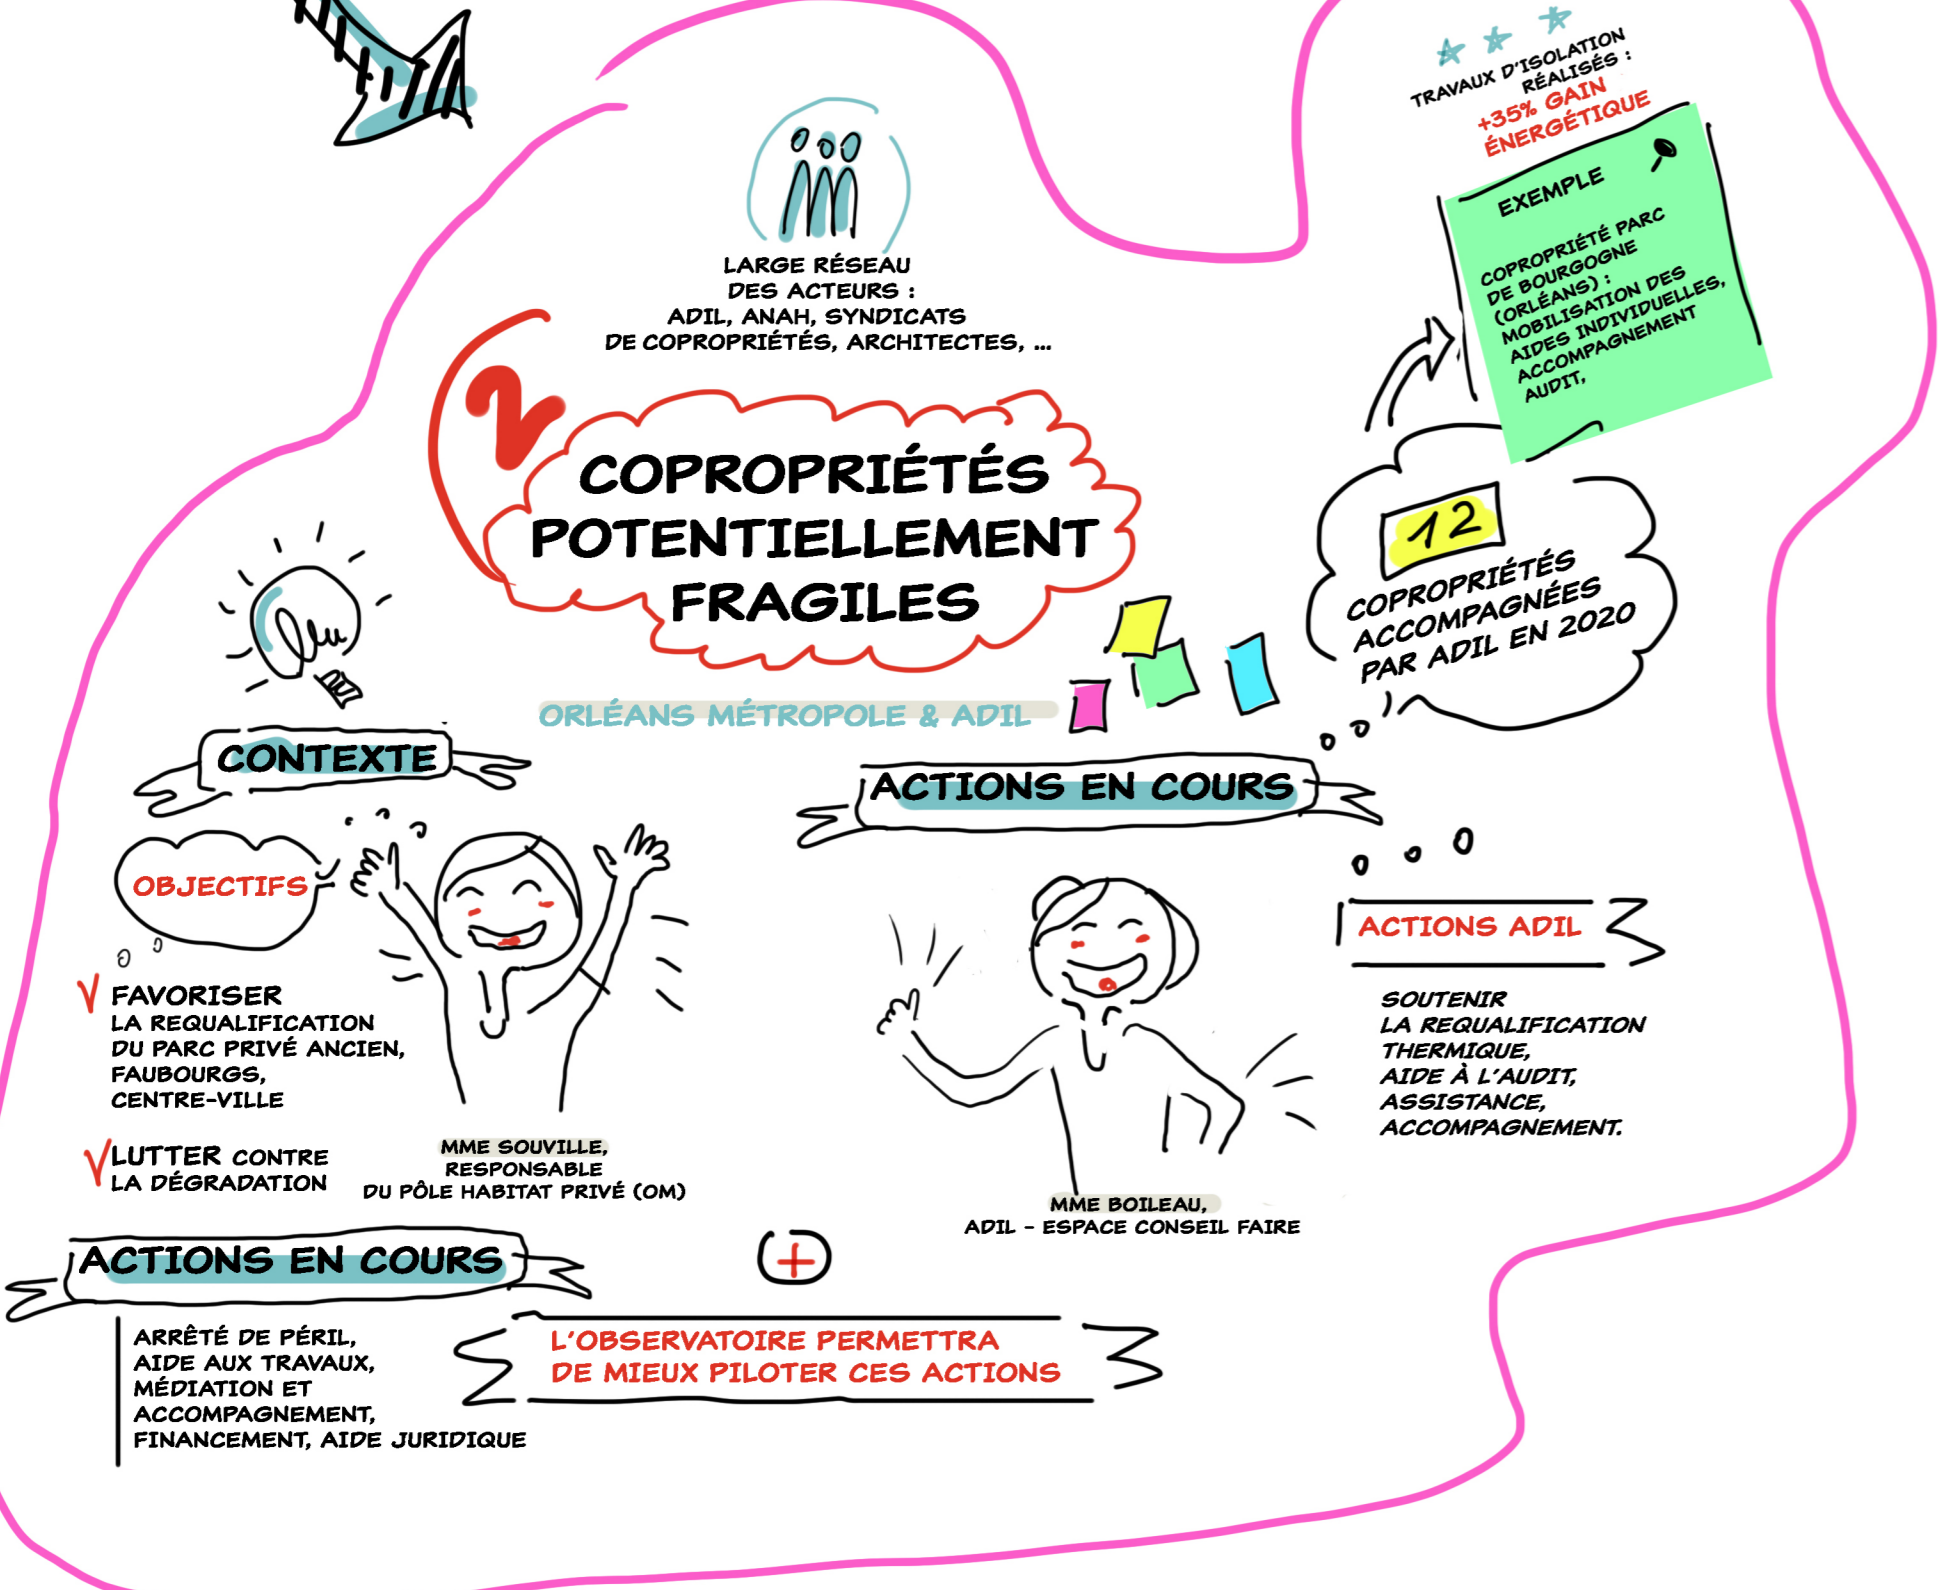 TRAVAUX D'ISOLATION
RÉALISÉS :
+35% GAIN
ÉNERGÉTIQUE
EXEMPLE
COPROPRIÉTÉ PARC
DE BOURGOGNE
(ORLÉANS) :
MOBILISATION DES
AIDES INDIVIDUELLES,
ACCOMPAGNEMENT
AUDIT,
LARGE RÉSEAU
DES ACTEURS :
ADIL, ANAH, SYNDICATS
DE COPROPRIÉTÉS, ARCHITECTES, ...
2
COPROPRIÉTÉS
POTENTIELLEMENT
FRAGILES
12
COPROPRIÉTÉS
ACCOMPAGNÉES
PAR ADIL EN 2020
ORLÉANS MÉTROPOLE & ADIL
CONTEXTE
OBJECTIFS
FAVORISER
LA REQUALIFICATION
DU PARC PRIVÉ ANCIEN,
FAUBOURGS,
CENTRE-VILLE
LUTTER CONTRE
LA DÉGRADATION
MME SOUVILLE,
RESPONSABLE
DU PÔLE HABITAT PRIVÉ (OM)
ACTIONS EN COURS
ACTIONS ADIL
SOUTENIR
LA REQUALIFICATION
THERMIQUE,
AIDE À L'AUDIT,
ASSISTANCE,
ACCOMPAGNEMENT.
MME BOILEAU,
ADIL - ESPACE CONSEIL FAIRE
ACTIONS EN COURS
ARRÊTÉ DE PÉRIL,
AIDE AUX TRAVAUX,
MÉDIATION ET
ACCOMPAGNEMENT,
FINANCEMENT, AIDE JURIDIQUE
+
L'OBSERVATOIRE PERMETTRA
DE MIEUX PILOTER CES ACTIONS